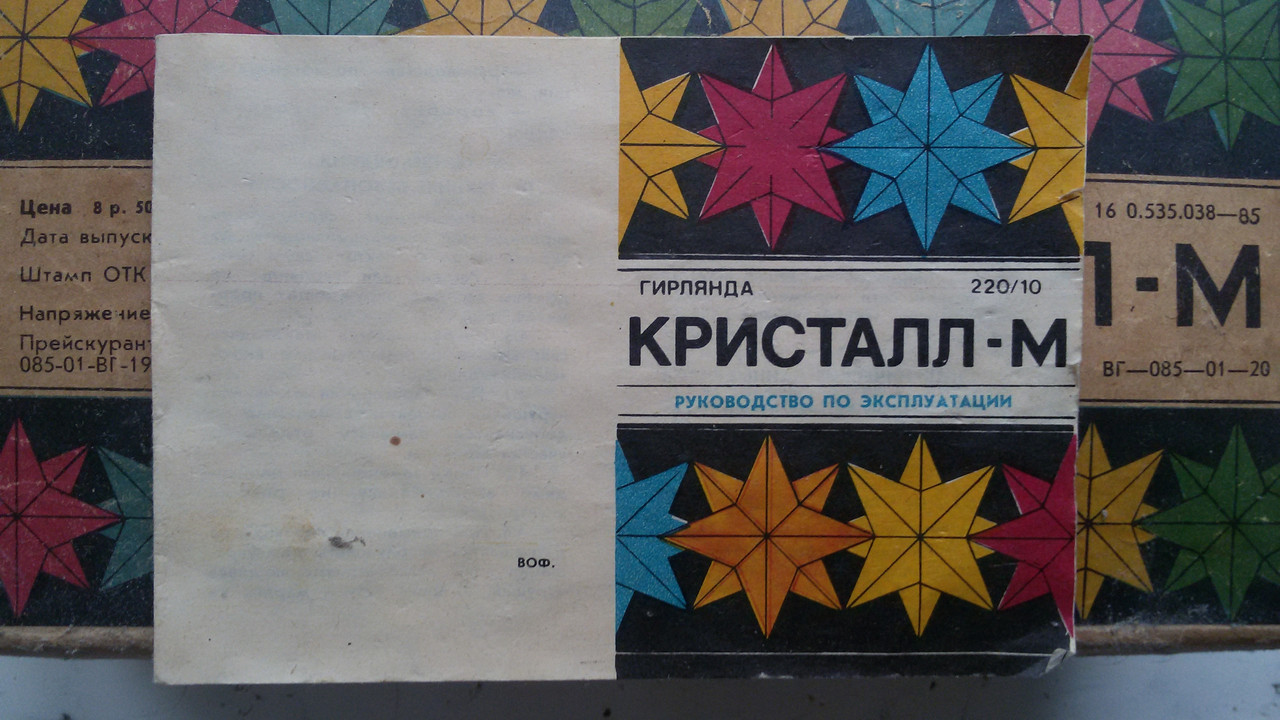 Цена 8 р. 50
Дата выпуск
Штамп ОТК
Напряжение
Прейскурант
085-01-ВГ-19
ВОФ.
ГИРЛЯНДА 220/10
КРИСТАЛЛ-М
РУКОВОДСТВО ПО ЭКСПЛУАТАЦИИ
16 0.535.038—85
Л-М
ВГ—085—01—20